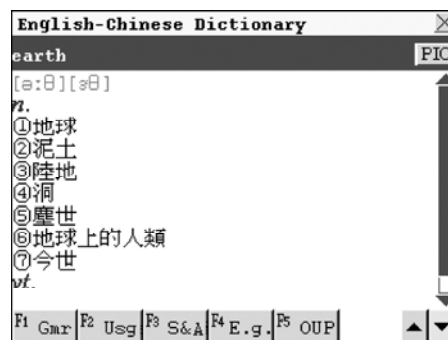 English-Chinese Dictionary
earth PIC
[ə:θ][ɝθ]
n.
①地球
②泥土
③陸地
④洞
⑤塵世
⑥地球上的人類
⑦今世
vt.
F1 Gmr F2 Usg F3 S&A F4 E.g. F5 OUP